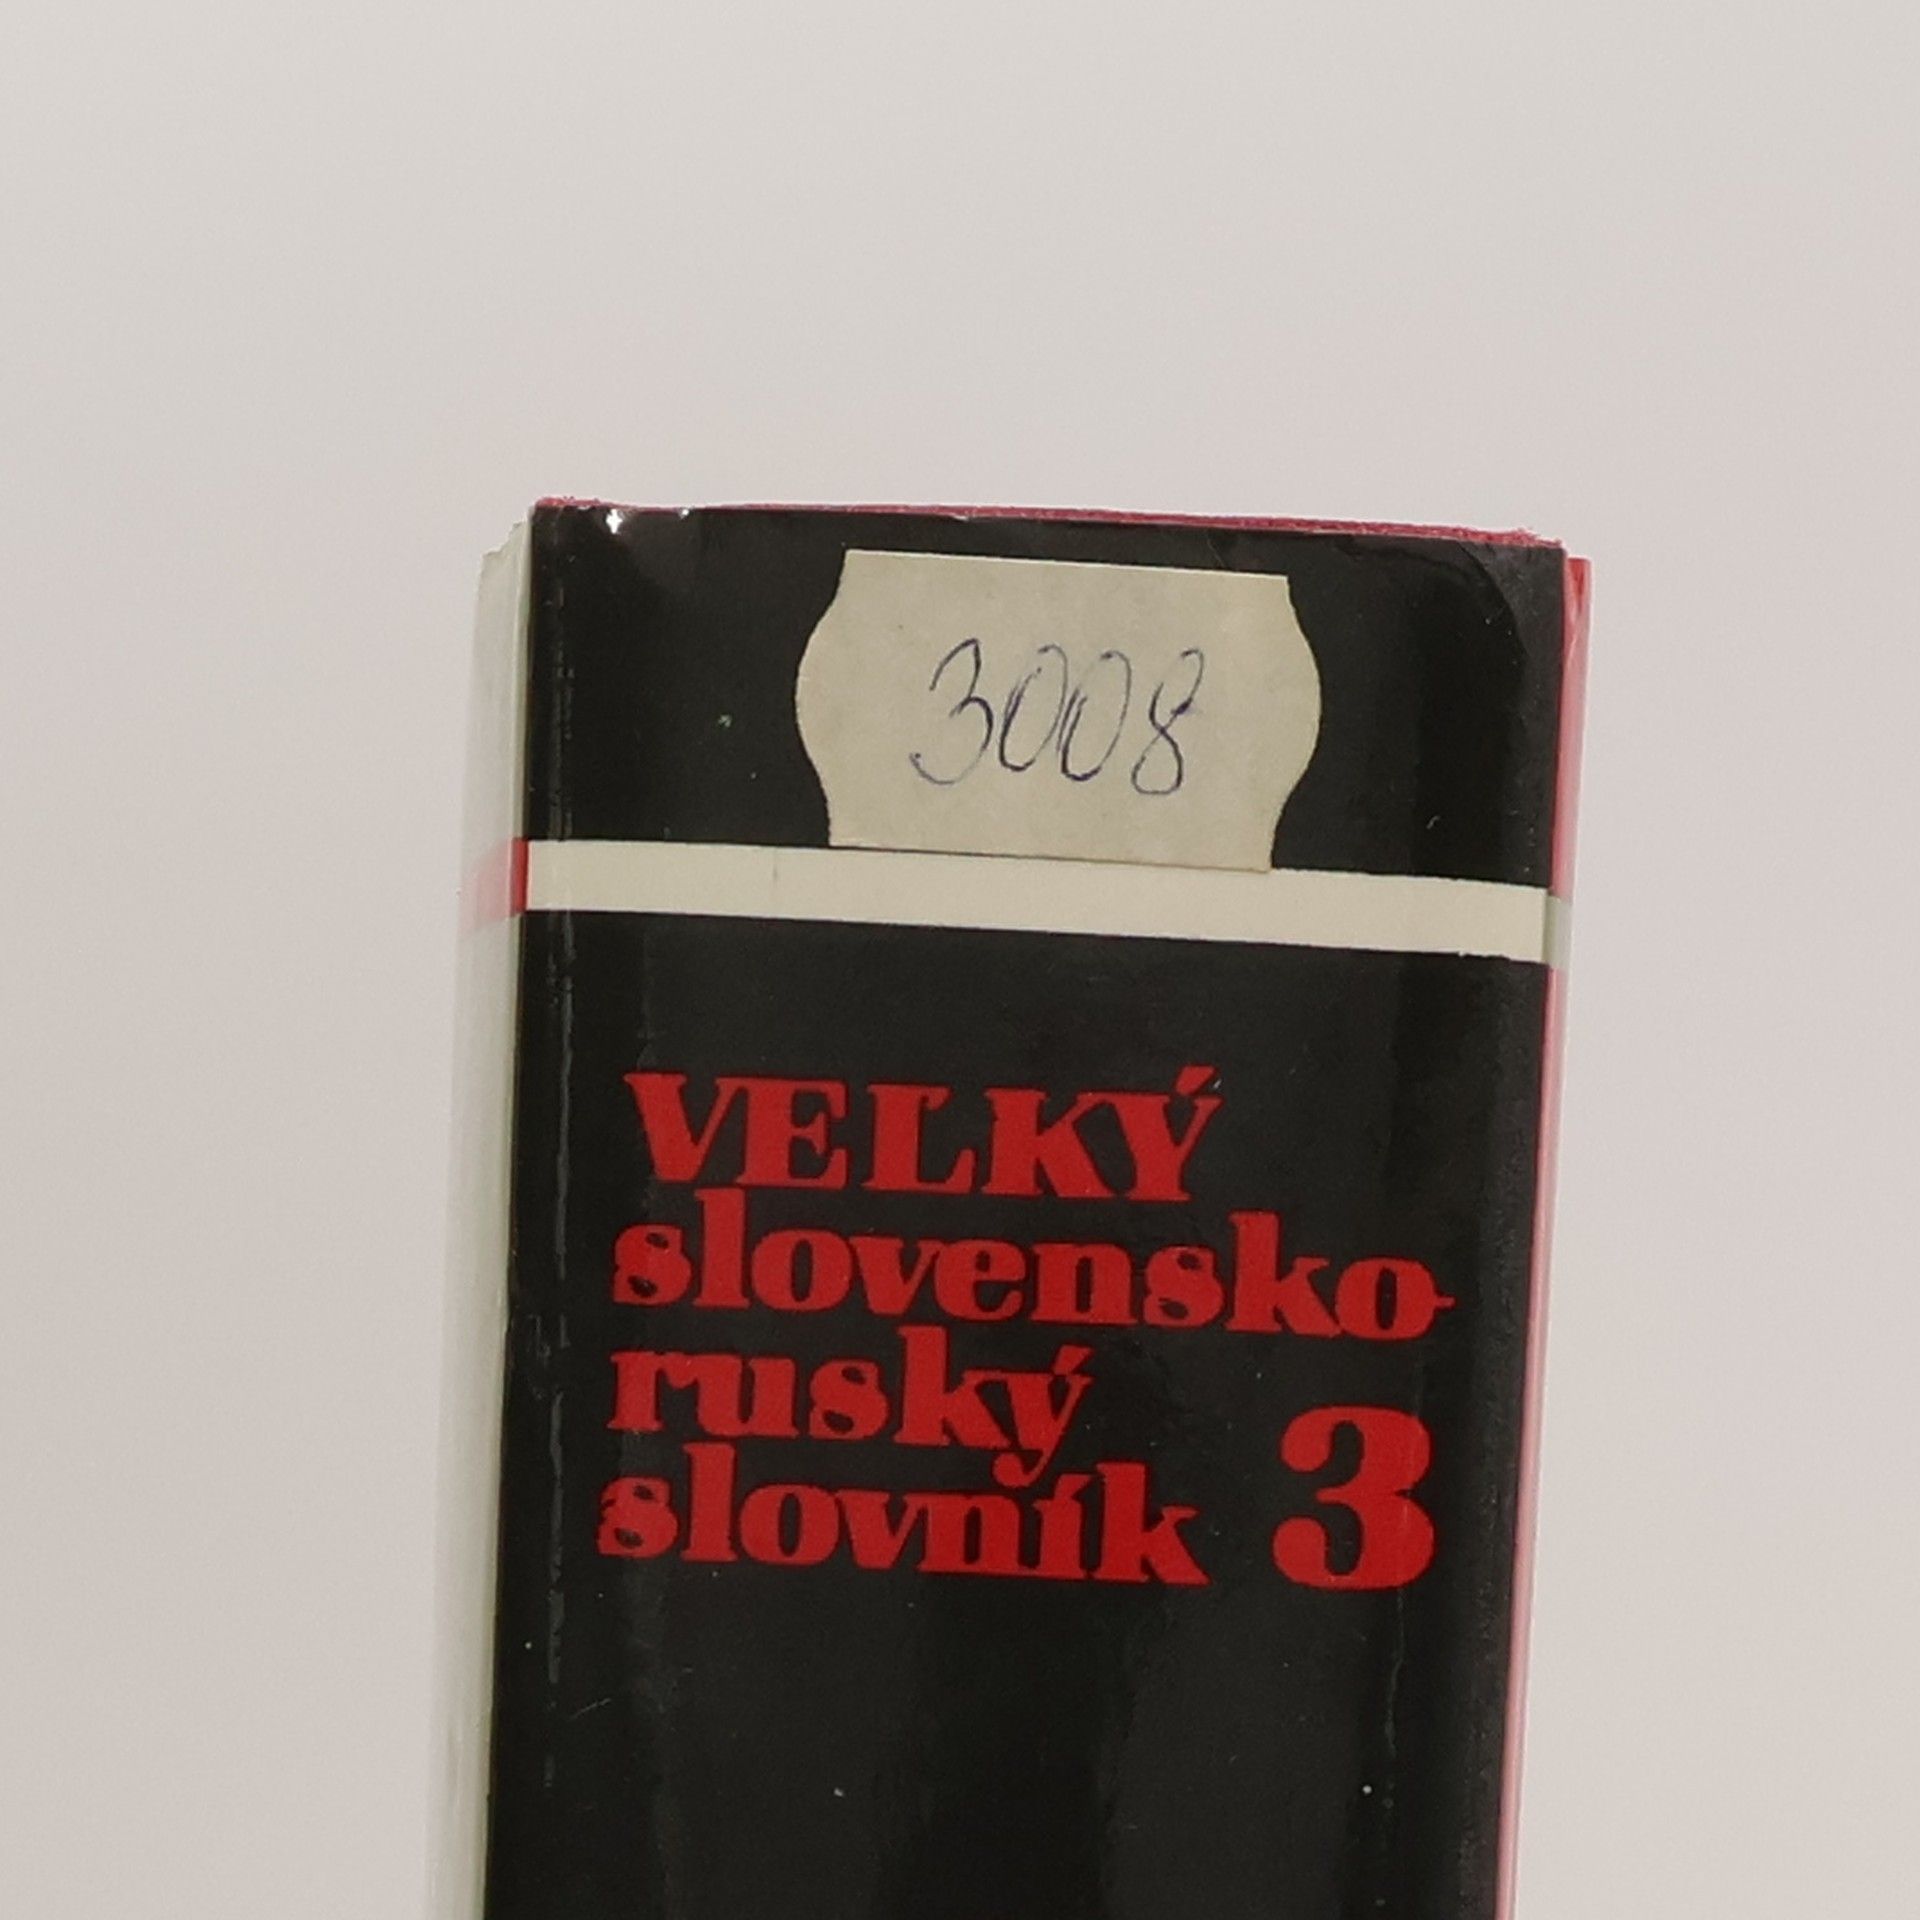 3008
VEĽKÝ
slovensko-
ruský
slovník 3